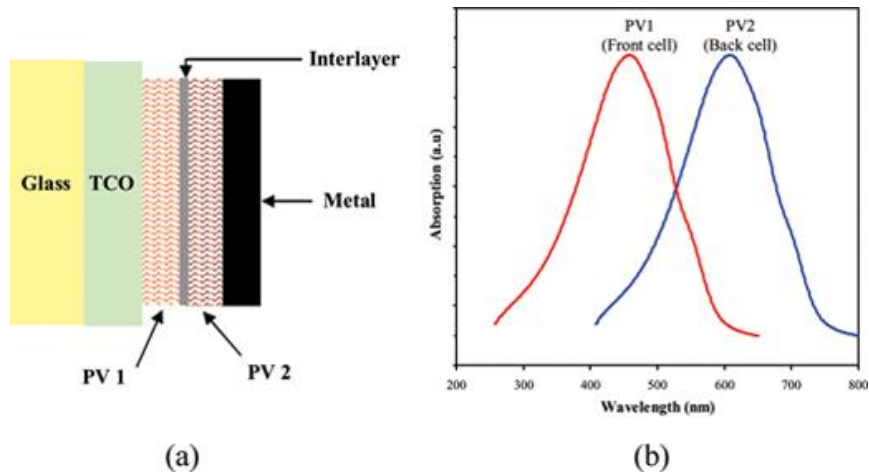 Interlayer
Glass
TCO
Metal
PV 1
PV 2
(a)
PV1
(Front cell)
PV2
(Back cell)
Absorption (a.u)
200
300
400
500
600
700
800
Wavelength (nm)
(b)